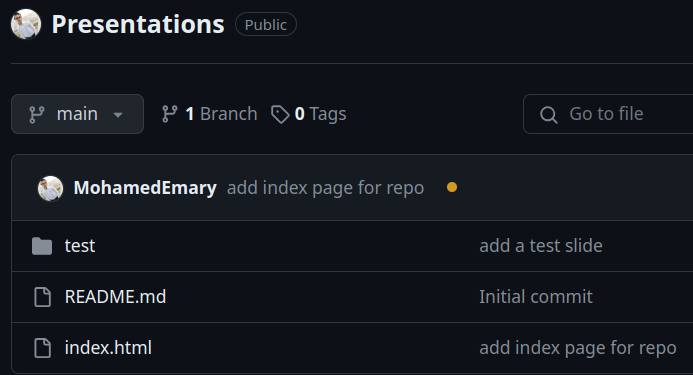 Presentations Public
main 1 Branch 0 Tags Go to file
MohamedEmary add index page for repo
test add a test slide
README.md Initial commit
index.html add index page for repo